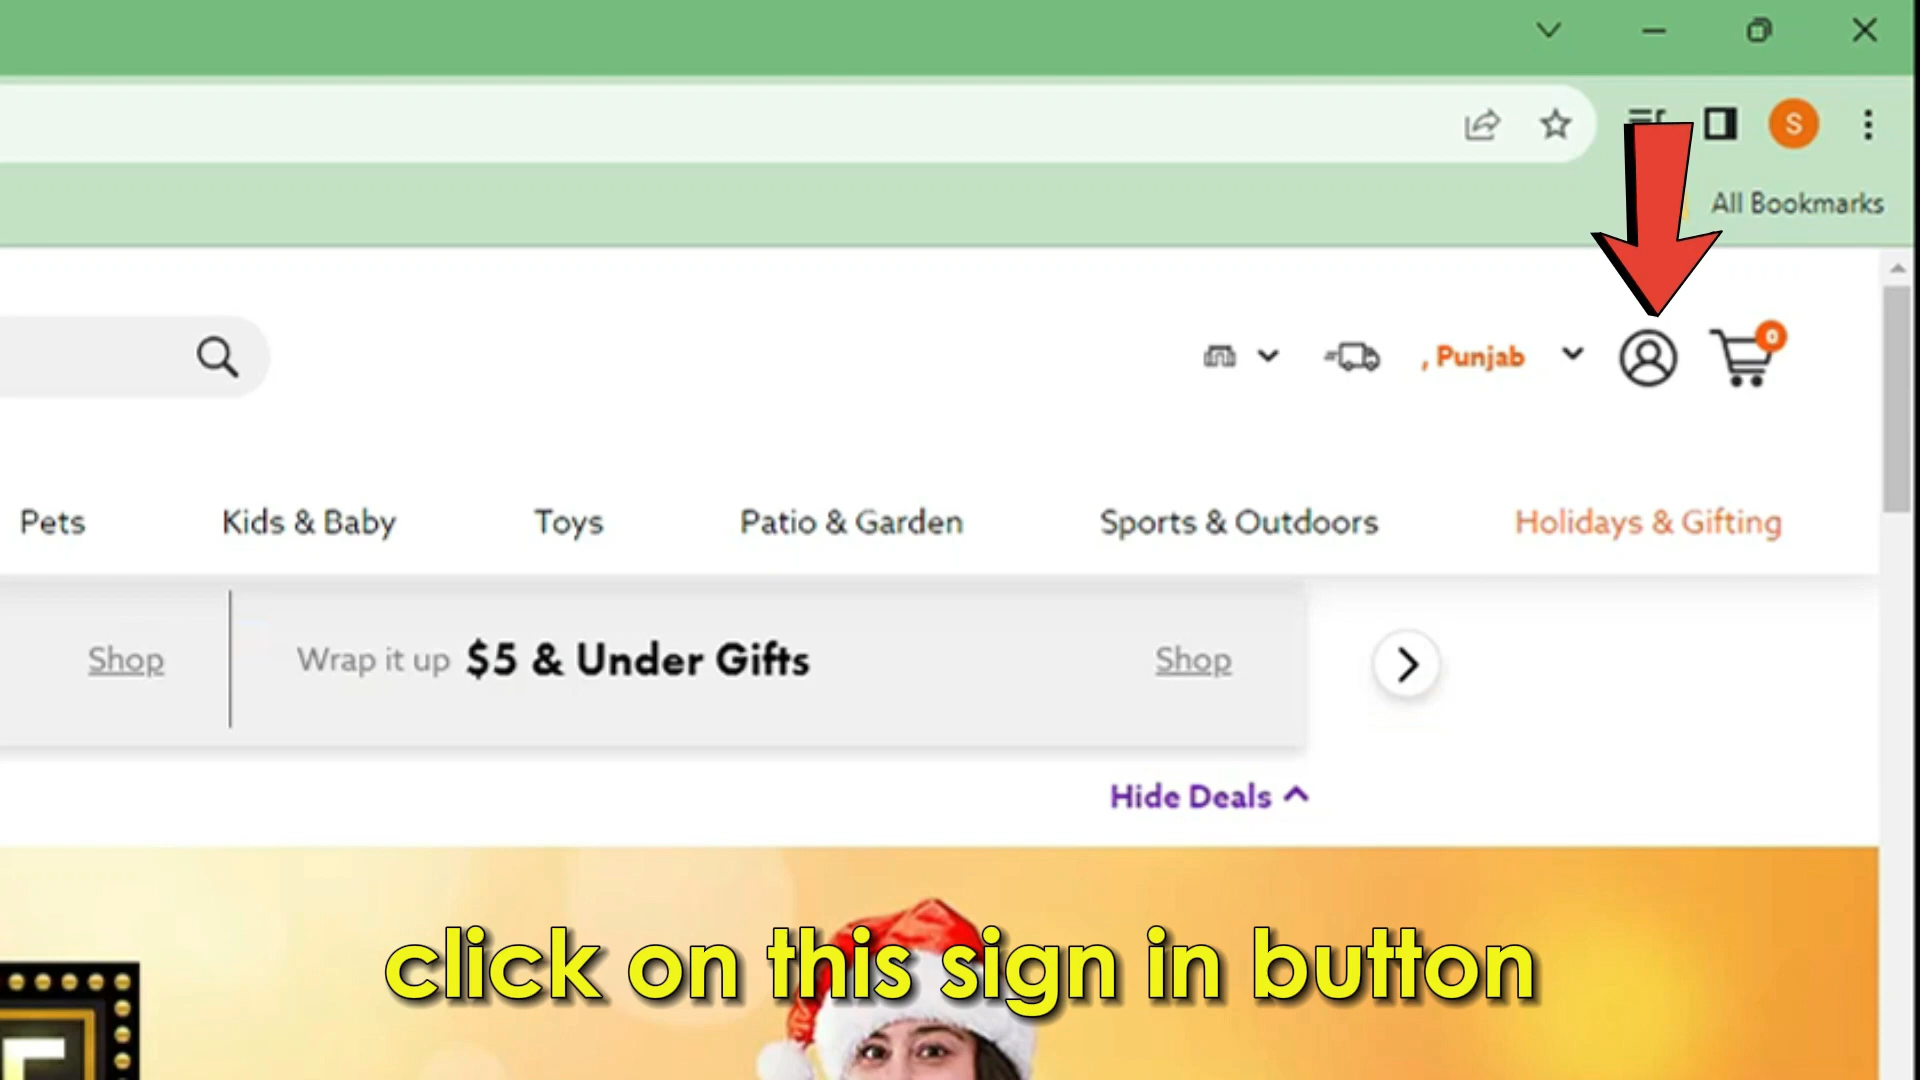 S
All Bookmarks
, Punjab
0
Pets Kids & Baby Toys Patio & Garden Sports & Outdoors Holidays & Gifting
Shop Wrap it up $5 & Under Gifts Shop
Hide Deals
click on this sign in button